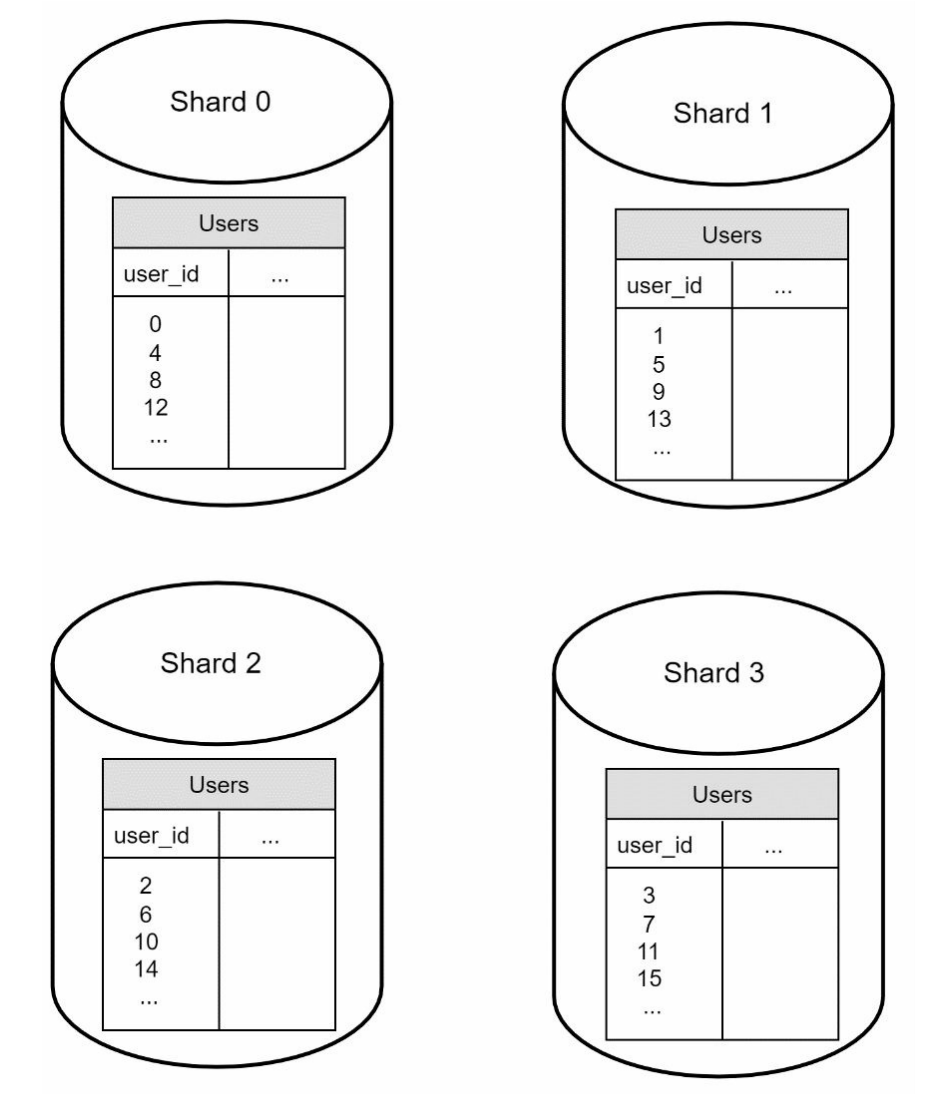 Shard 0
Users
user_id ...
0
4
8
12
...
Shard 1
Users
user_id ...
1
5
9
13
...
Shard 2
Users
user_id ...
2
6
10
14
...
Shard 3
Users
user_id ...
3
7
11
15
...